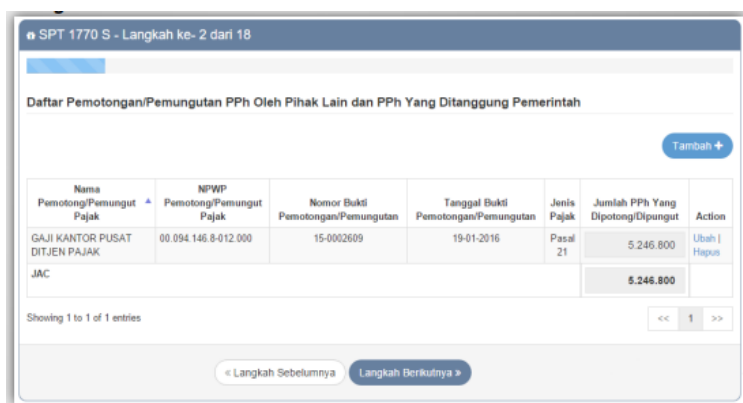 SPT 1770 S - Langkah ke- 2 dari 18
Daftar Pemotongan/Pemungutan PPh Oleh Pihak Lain dan PPh Yang Ditanggung Pemerintah
Tambah +
Nama Pemotong/Pemungut Pajak NPWP Pemotong/Pemungut Pajak Nomor Bukti Pemotongan/Pemungutan Tanggal Bukti Pemotongan/Pemungutan Jenis Pajak Jumlah PPh Yang Dipotong/Dipungut Action
GAJI KANTOR PUSAT DITJEN PAJAK 00.094.146.8-012.000 15-0002609 19-01-2016 Pasal 21 5.246.800 Ubah | Hapus
JAC 5.246.800
Showing 1 to 1 of 1 entries << 1 >>
« Langkah Sebelumnya Langkah Berikutnya »